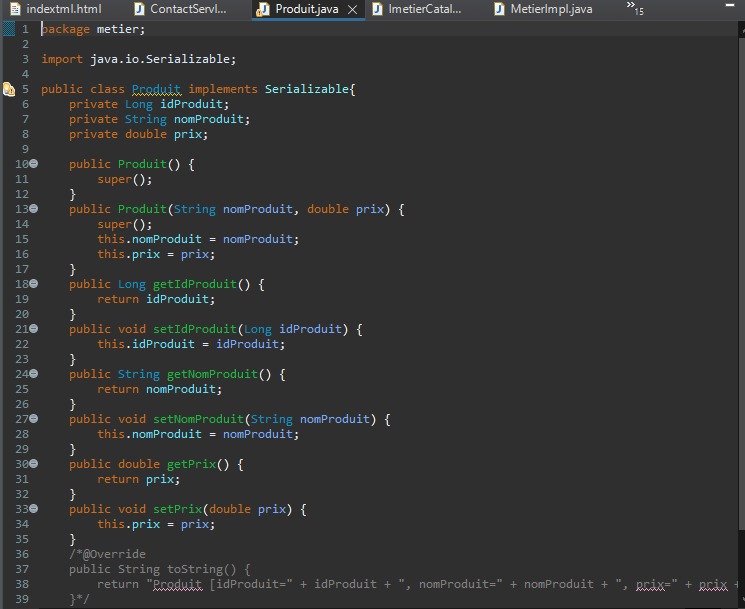 indextml.html ContactServl... Produit.java ImetierCatal... MetierImpl.java »15
1 package metier;
2
3 import java.io.Serializable;
4
5 public class Produit implements Serializable{
6 private Long idProduit;
7 private String nomProduit;
8 private double prix;
9
10 public Produit() {
11 super();
12 }
13 public Produit(String nomProduit, double prix) {
14 super();
15 this.nomProduit = nomProduit;
16 this.prix = prix;
17 }
18 public Long getIdProduit() {
19 return idProduit;
20 }
21 public void setIdProduit(Long idProduit) {
22 this.idProduit = idProduit;
23 }
24 public String getNomProduit() {
25 return nomProduit;
26 }
27 public void setNomProduit(String nomProduit) {
28 this.nomProduit = nomProduit;
29 }
30 public double getPrix() {
31 return prix;
32 }
33 public void setPrix(double prix) {
34 this.prix = prix;
35 }
36 /*@Override
37 public String toString() {
38 return "Produit [idProduit=" + idProduit + ", nomProduit=" + nomProduit + ", prix=" + prix +
39 }*/